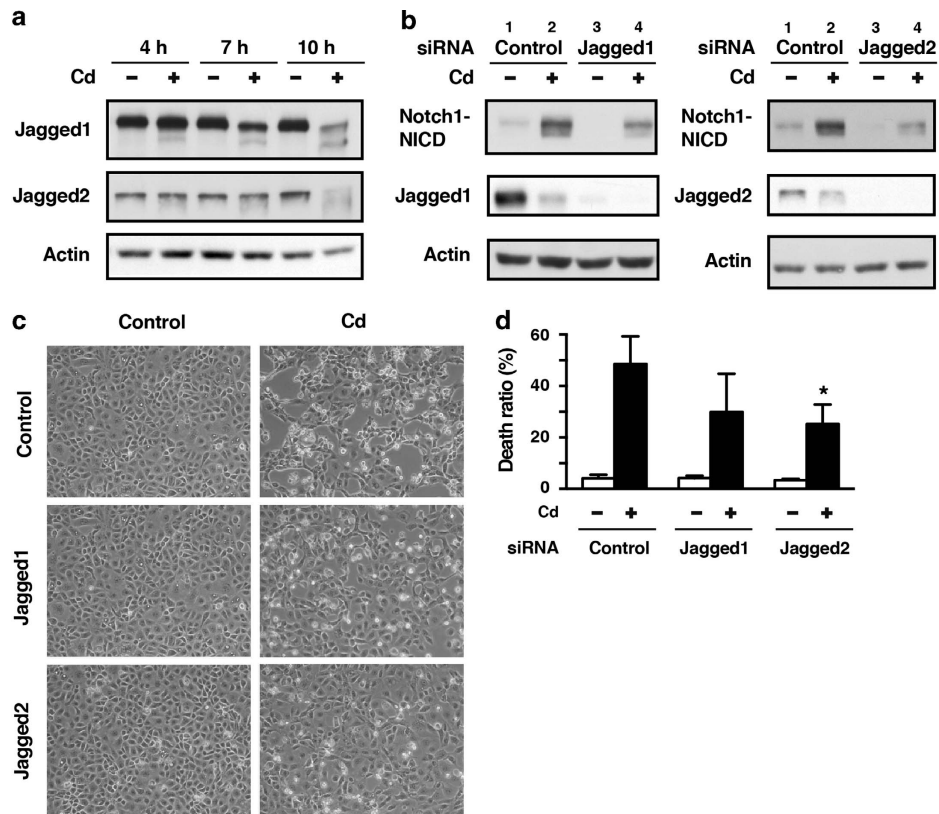 a
4 h 7 h 10 h
Cd − + − + − +
Jagged1
Jagged2
Actin
b
1 2 3 4
siRNA Control Jagged1
Cd − + − +
Notch1-
NICD
Jagged1
Actin
1 2 3 4
siRNA Control Jagged2
Cd − + − +
Notch1-
NICD
Jagged2
Actin
c
Control Cd
Control
Jagged1
Jagged2
d
Death ratio (%)
60
40
20
0
*
Cd − + − + − +
siRNA Control Jagged1 Jagged2